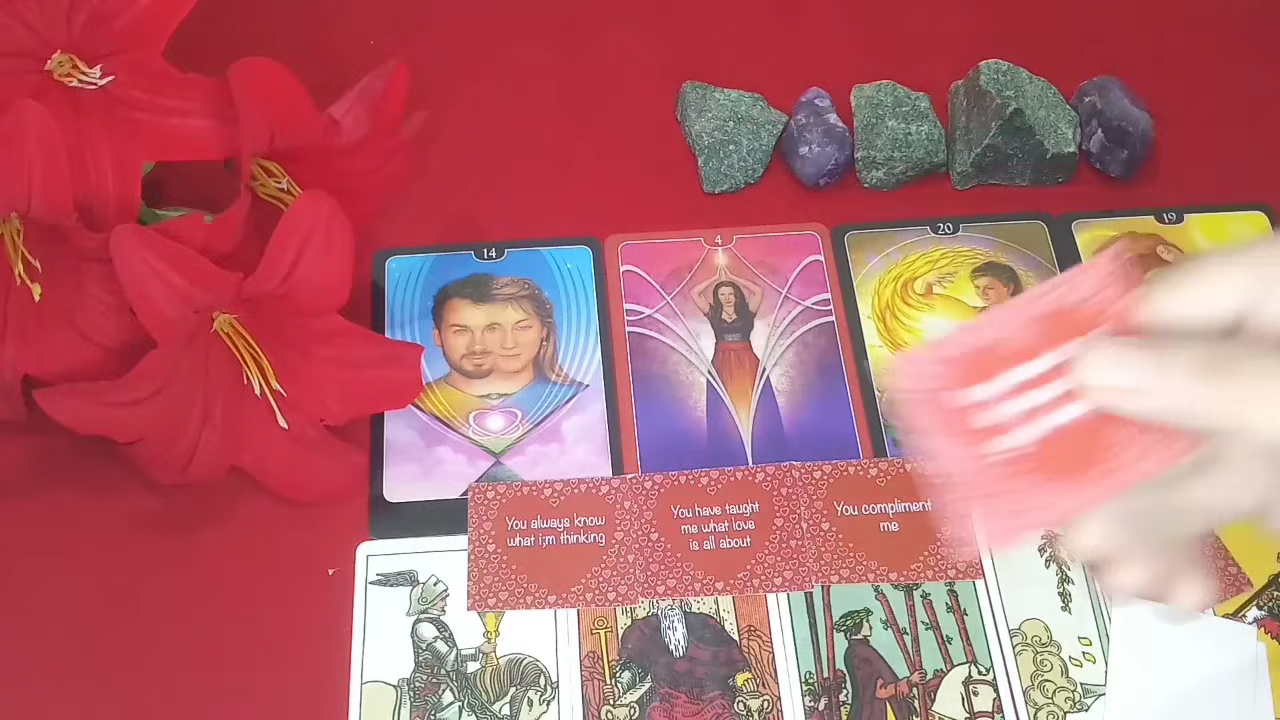 14
4
20
19
You always know
what i;m thinking
You have taught
me what love
is all about
You compliment
me